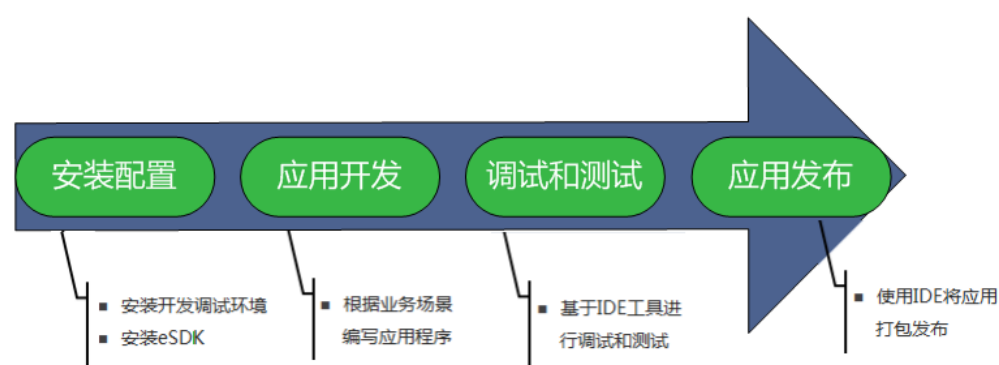 安装配置
应用开发
调试和测试
应用发布
■ 安装开发调试环境
■ 安装eSDK
■ 根据业务场景
编写应用程序
■ 基于IDE工具进
行调试和测试
■ 使用IDE将应用
打包发布